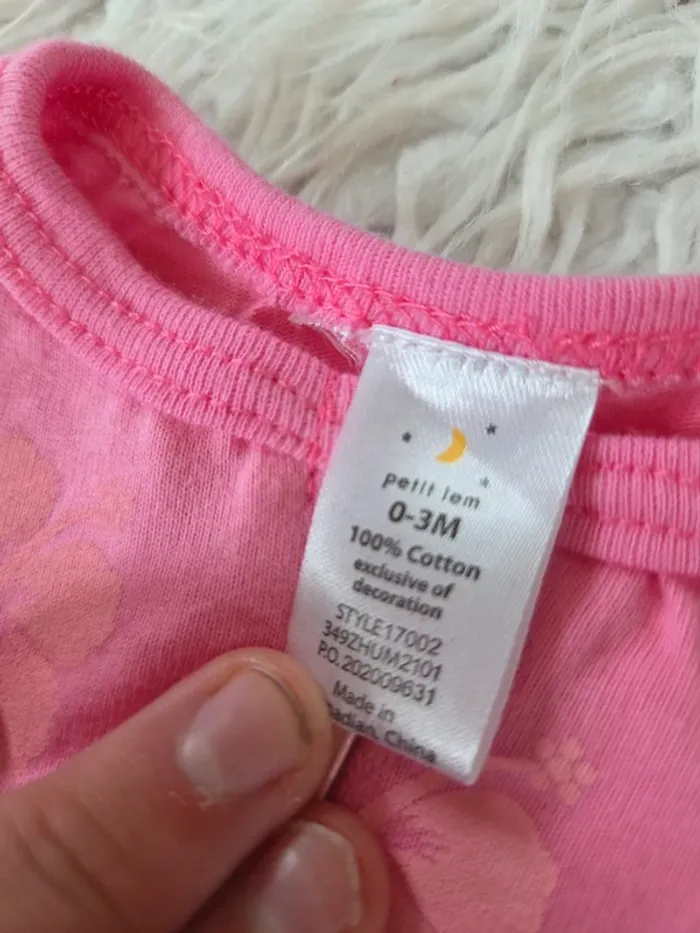 petit lem
0-3M
100% Cotton
exclusive of
decoration
STYLE17002
349ZHUM2101
P.O.202009631
Made in
China